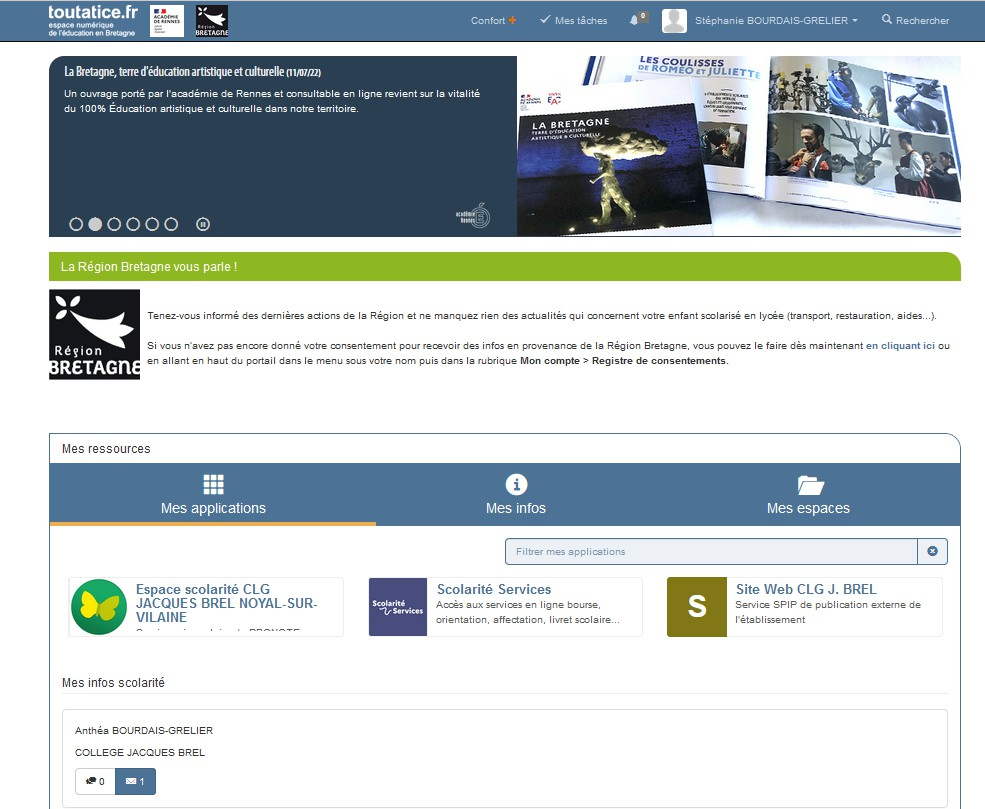 toutatice.fr
espace numérique
de l'éducation en Bretagne
ACADÉMIE
DE RENNES
Région
BRETAGNE
Confort +
Mes tâches
0
Stéphanie BOURDAIS-GRELIER
Rechercher
La Bretagne, terre d'éducation artistique et culturelle (11/07/22)
Un ouvrage porté par l'académie de Rennes et consultable en ligne revient sur la vitalité
du 100% Éducation artistique et culturelle dans notre territoire.
académie
Rennes
LES COULISSES
DE ROMÉO ET JULIETTE
LA BRETAGNE
TERRE D'ÉDUCATION
ARTISTIQUE & CULTURELLE
La Région Bretagne vous parle !
Région
BRETAGNE
Tenez-vous informé des dernières actions de la Région et ne manquez rien des actualités qui concernent votre enfant scolarisé en lycée (transport, restauration, aides...).
Si vous n'avez pas encore donné votre consentement pour recevoir des infos en provenance de la Région Bretagne, vous pouvez le faire dès maintenant en cliquant ici ou
en allant en haut du portail dans le menu sous votre nom puis dans la rubrique Mon compte > Registre de consentements.
Mes ressources
Mes applications
Mes infos
Mes espaces
Filtrer mes applications
Espace scolarité CLG
JACQUES BREL NOYAL-SUR-
VILAINE
Scolarité
Services
Scolarité Services
Accès aux services en ligne bourse,
orientation, affectation, livret scolaire...
S
Site Web CLG J. BREL
Service SPIP de publication externe de
l'établissement
Mes infos scolarité
Anthéa BOURDAIS-GRELIER
COLLEGE JACQUES BREL
0
1